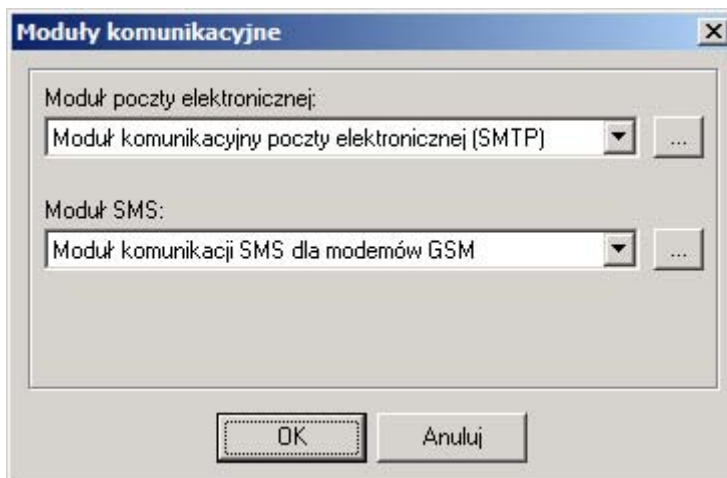 Moduły komunikacyjne
Moduł poczty elektronicznej:
Moduł komunikacyjny poczty elektronicznej (SMTP)
...
Moduł SMS:
Moduł komunikacji SMS dla modemów GSM
...
OK
Anuluj